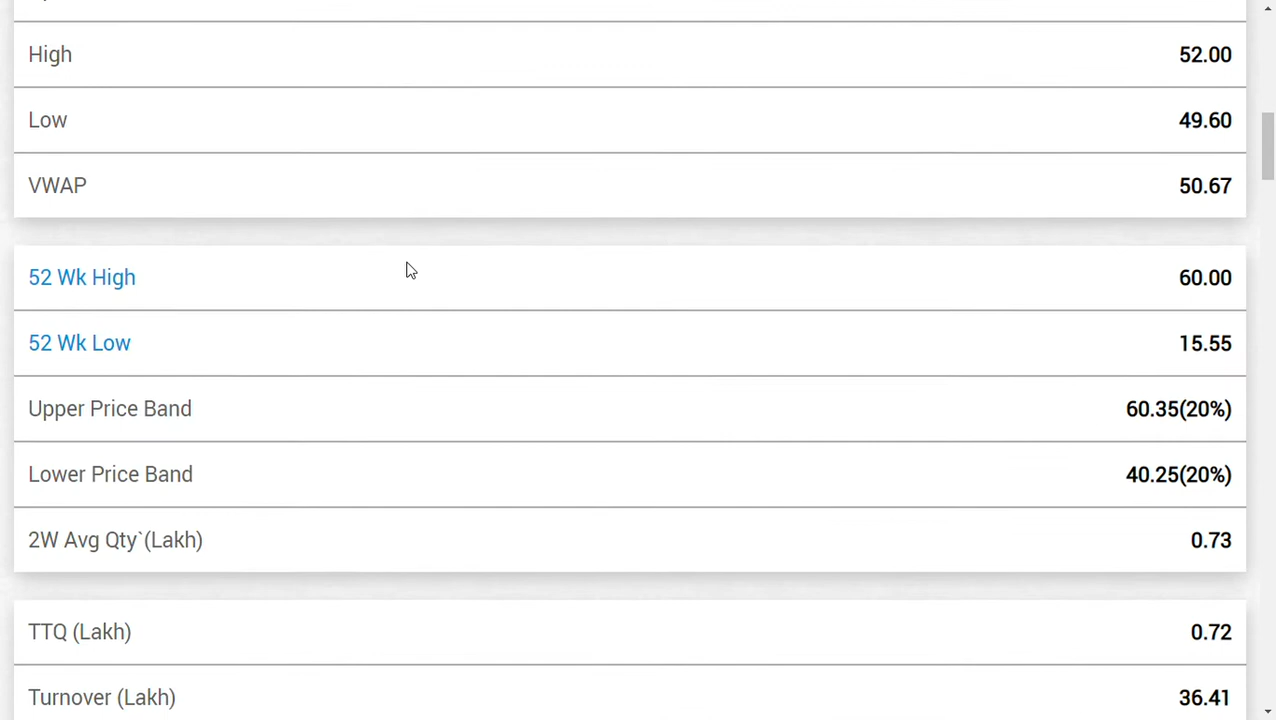 High 52.00
Low 49.60
VWAP 50.67
52 Wk High 60.00
52 Wk Low 15.55
Upper Price Band 60.35(20%)
Lower Price Band 40.25(20%)
2W Avg Qty`(Lakh) 0.73
TTQ (Lakh) 0.72
Turnover (Lakh) 36.41